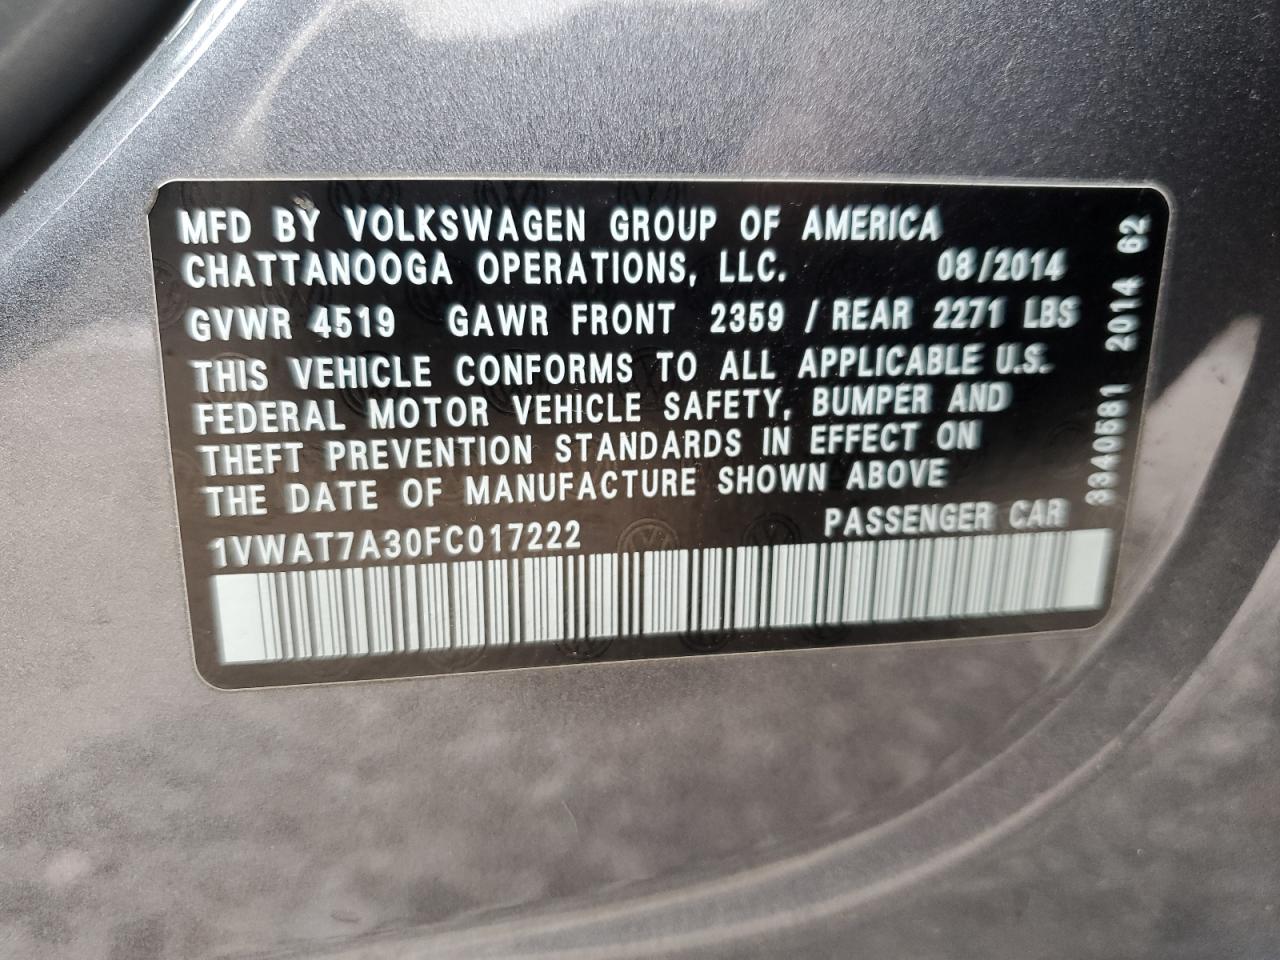 MFD BY VOLKSWAGEN GROUP OF AMERICA
CHATTANOOGA OPERATIONS, LLC. 08/2014
GVWR 4519 GAWR FRONT 2359 / REAR 2271 LBS
THIS VEHICLE CONFORMS TO ALL APPLICABLE U.S.
FEDERAL MOTOR VEHICLE SAFETY, BUMPER AND
THEFT PREVENTION STANDARDS IN EFFECT ON
THE DATE OF MANUFACTURE SHOWN ABOVE
1VWAT7A30FC017222 PASSENGER CAR
3340581 2014 62